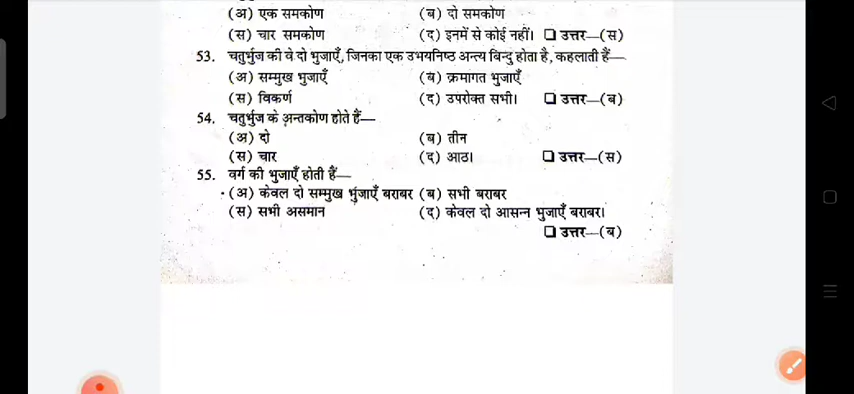 (अ) एक समकोण (ब) दो समकोण
(स) चार समकोण (द) इनमें से कोई नहीं। ❑ उत्तर—(स)
53. चतुर्भुज की वे दो भुजाएँ, जिनका एक उभयनिष्ठ अन्त्य बिन्दु होता है, कहलाती हैं—
(अ) सम्मुख भुजाएँ (ब) क्रमागत भुजाएँ
(स) विकर्ण (द) उपरोक्त सभी। ❑ उत्तर—(ब)
54. चतुर्भुज के अन्तकोण होते हैं—
(अ) दो (ब) तीन
(स) चार (द) आठ। ❑ उत्तर—(स)
55. वर्ग की भुजाएँ होती हैं—
(अ) केवल दो सम्मुख भुजाएँ बराबर (ब) सभी बराबर
(स) सभी असमान (द) केवल दो आसन्न भुजाएँ बराबर।
❑ उत्तर—(ब)